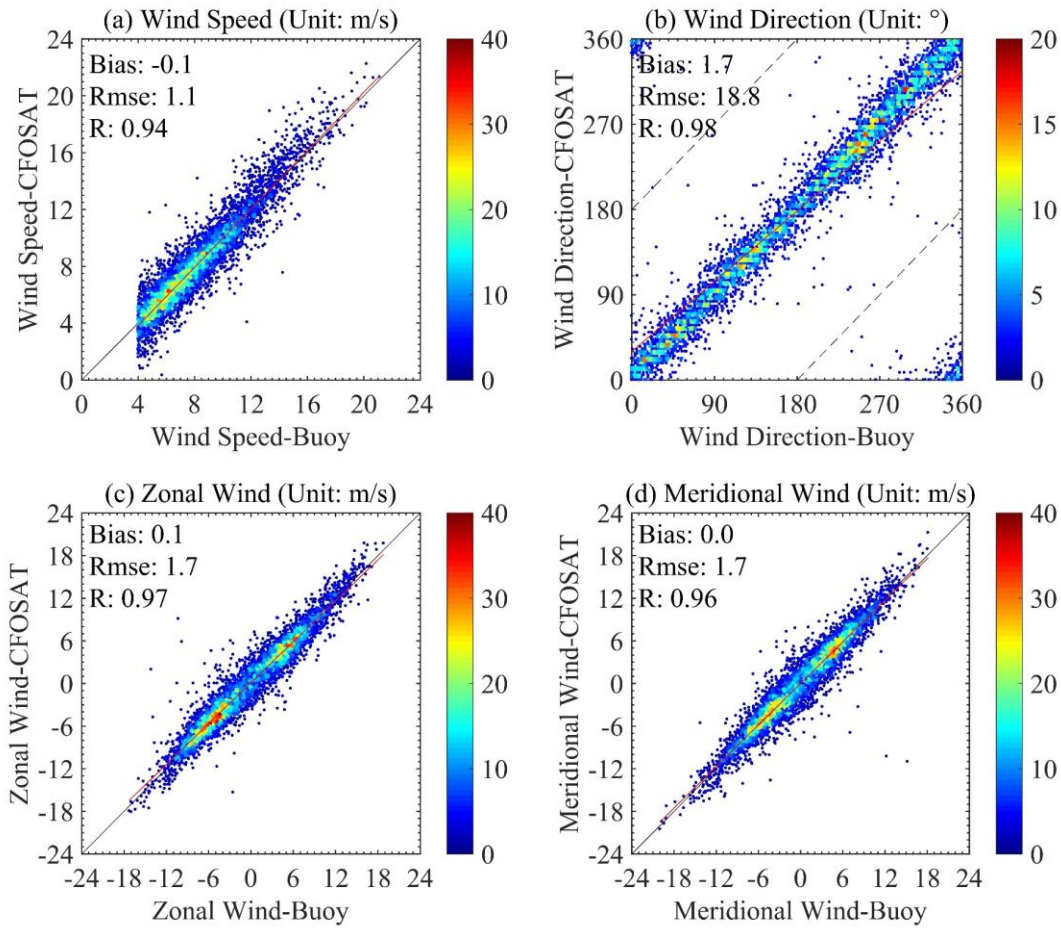 (a) Wind Speed (Unit: m/s)
24
20
16
12
8
4
0
Wind Speed-CFOSAT
Bias: -0.1
Rmse: 1.1
R: 0.94
0 4 8 12 16 20 24
Wind Speed-Buoy
40
30
20
10
0
(b) Wind Direction (Unit: °)
360
270
180
90
0
Wind Direction-CFOSAT
Bias: 1.7
Rmse: 18.8
R: 0.98
0 90 180 270 360
Wind Direction-Buoy
20
15
10
5
0
(c) Zonal Wind (Unit: m/s)
24
18
12
6
0
-6
-12
-18
-24
Zonal Wind-CFOSAT
Bias: 0.1
Rmse: 1.7
R: 0.97
-24 -18 -12 -6 0 6 12 18 24
Zonal Wind-Buoy
40
30
20
10
0
(d) Meridional Wind (Unit: m/s)
24
18
12
6
0
-6
-12
-18
-24
Meridional Wind-CFOSAT
Bias: 0.0
Rmse: 1.7
R: 0.96
-24 -18 -12 -6 0 6 12 18 24
Meridional Wind-Buoy
40
30
20
10
0